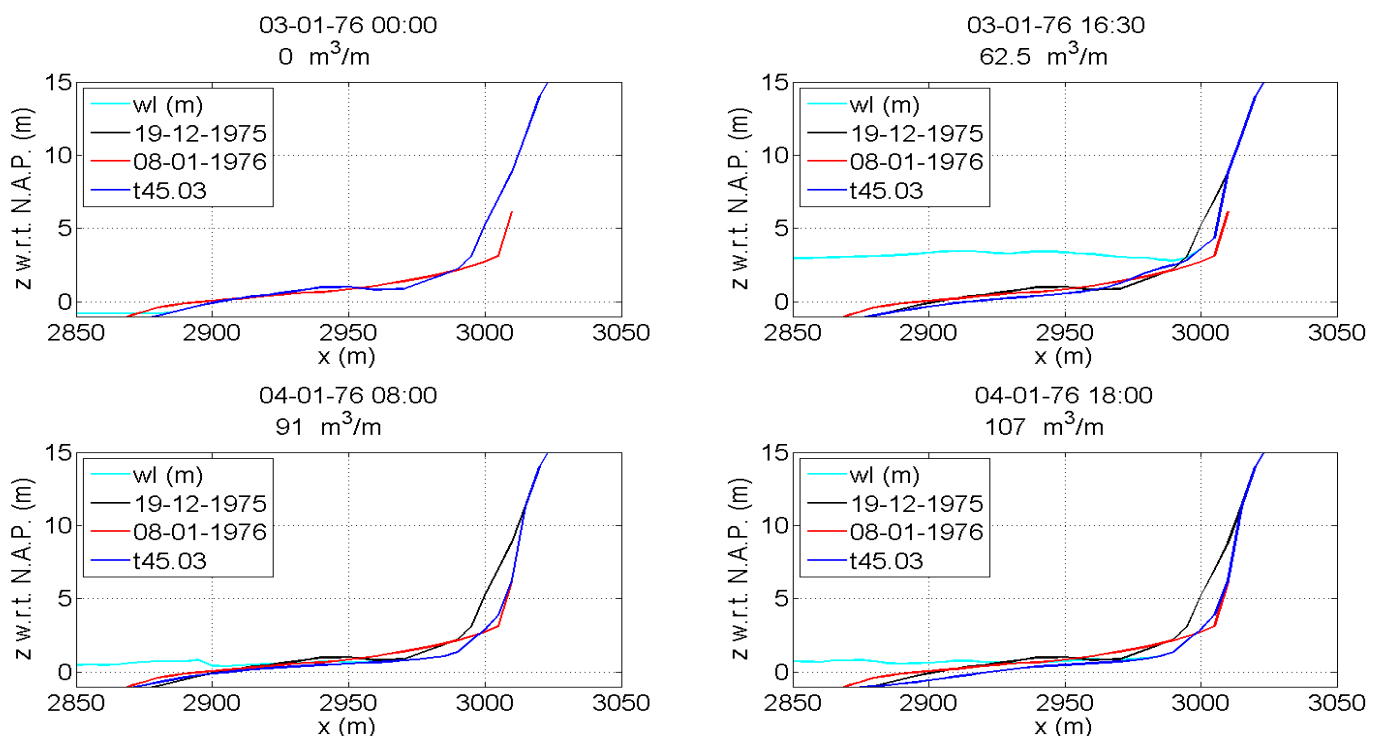 03-01-76 00:00
0 m³/m
15
10
5
0
z w.r.t. N.A.P. (m)
wl (m)
19-12-1975
08-01-1976
t45.03
2850 2900 2950 3000 3050
x (m)
03-01-76 16:30
62.5 m³/m
15
10
5
0
z w.r.t. N.A.P. (m)
wl (m)
19-12-1975
08-01-1976
t45.03
2850 2900 2950 3000 3050
x (m)
04-01-76 08:00
91 m³/m
15
10
5
0
z w.r.t. N.A.P. (m)
wl (m)
19-12-1975
08-01-1976
t45.03
2850 2900 2950 3000 3050
x (m)
04-01-76 18:00
107 m³/m
15
10
5
0
z w.r.t. N.A.P. (m)
wl (m)
19-12-1975
08-01-1976
t45.03
2850 2900 2950 3000 3050
x (m)